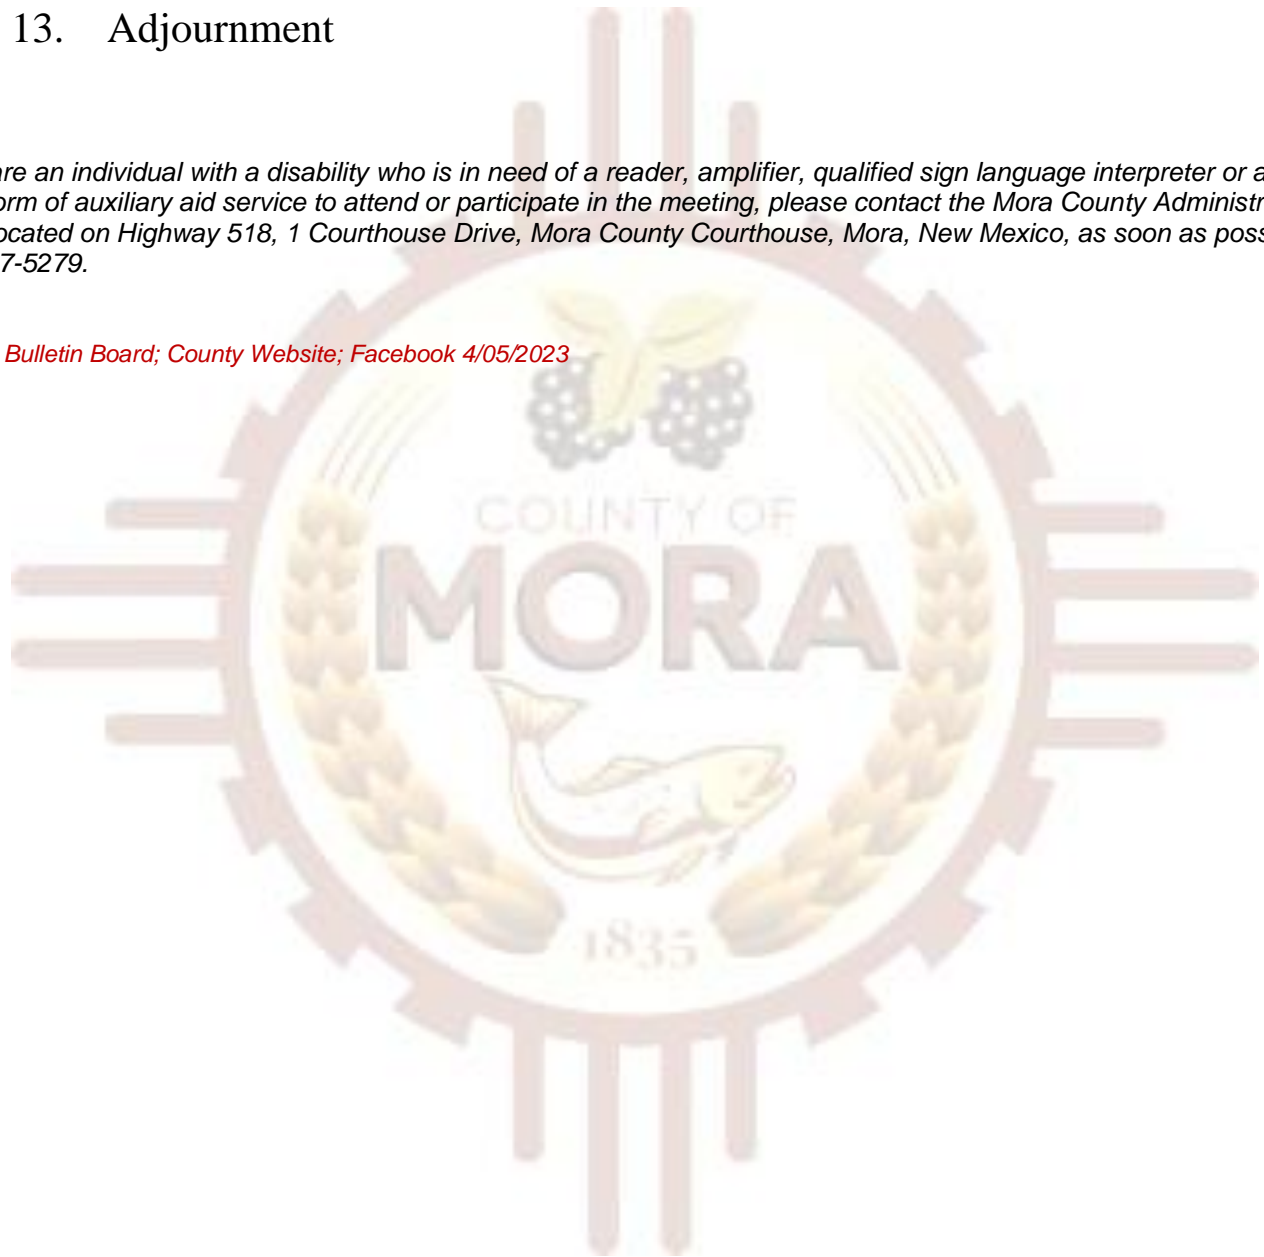 13. Adjournment
are an individual with a disability who is in need of a reader, amplifier, qualified sign language interpreter or a
orm of auxiliary aid service to attend or participate in the meeting, please contact the Mora County Administr
ocated on Highway 518, 1 Courthouse Drive, Mora County Courthouse, Mora, New Mexico, as soon as poss
7-5279.
Bulletin Board; County Website; Facebook 4/05/2023
COUNTY OF
MORA
1835